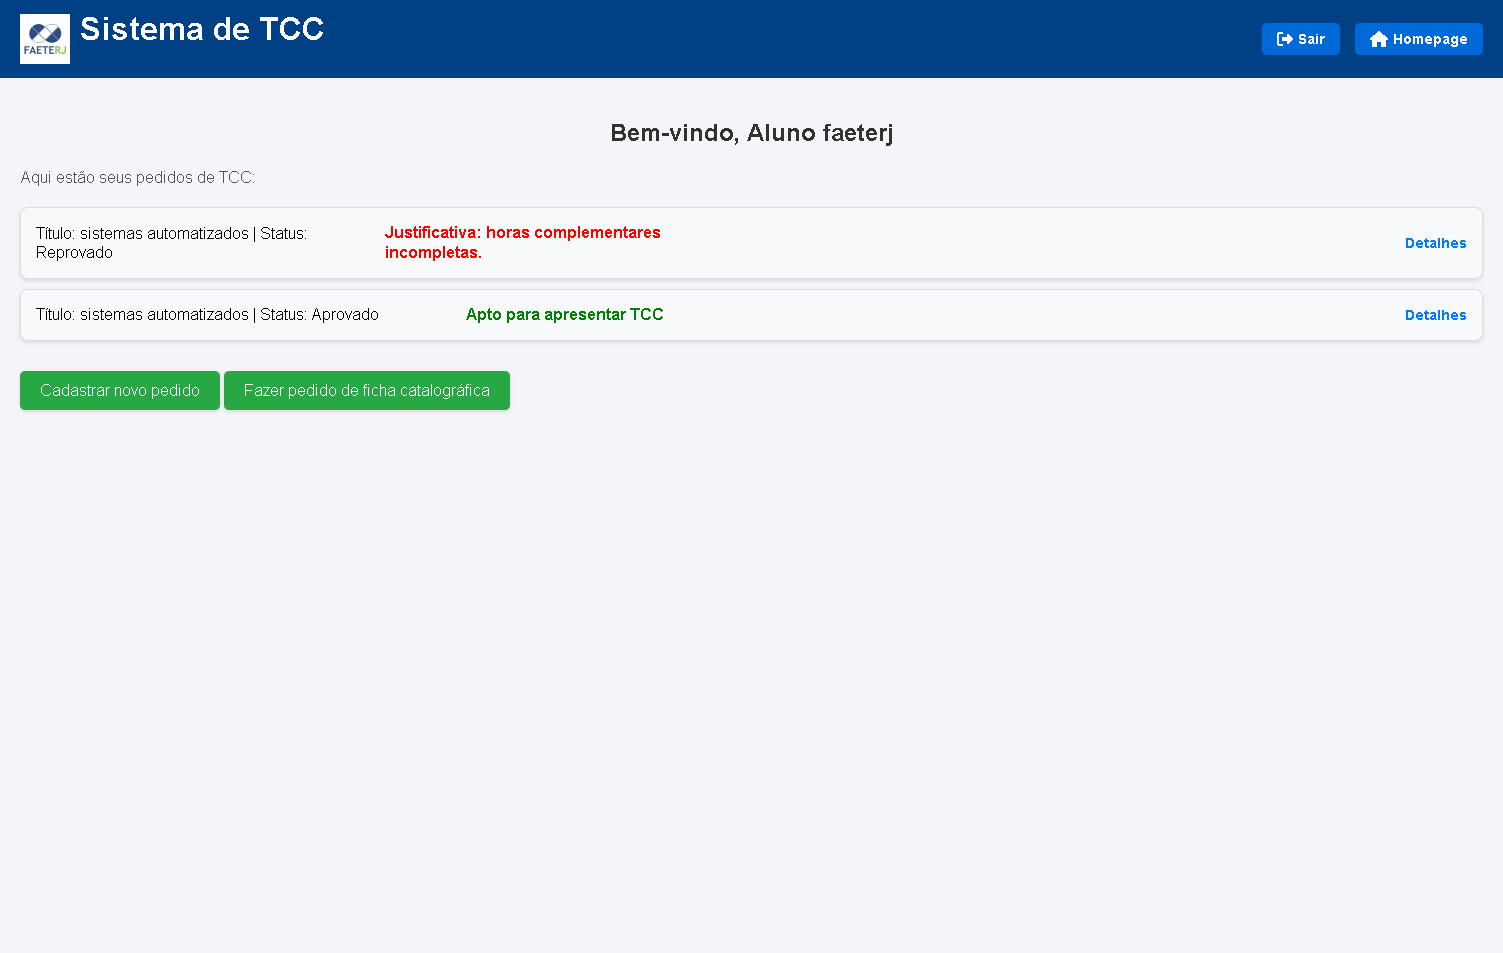 FAETERJ
Sistema de TCC
Sair
Homepage
Bem-vindo, Aluno faeterj
Aqui estão seus pedidos de TCC:
Título: sistemas automatizados | Status:
Reprovado
Justificativa: horas complementares
incompletas.
Detalhes
Título: sistemas automatizados | Status: Aprovado
Apto para apresentar TCC
Detalhes
Cadastrar novo pedido
Fazer pedido de ficha catalográfica